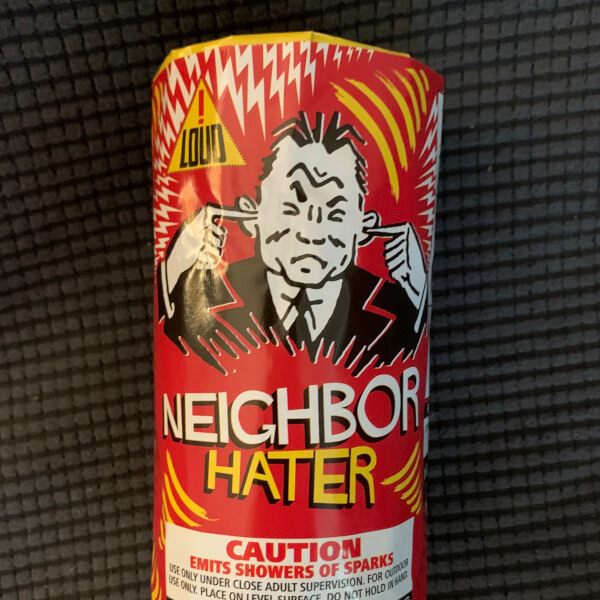 !
LOUD
NEIGHBOR
HATER
CAUTION
EMITS SHOWERS OF SPARKS
USE ONLY UNDER CLOSE ADULT SUPERVISION. FOR OUTDOOR
USE ONLY. PLACE ON LEVEL SURFACE. DO NOT HOLD IN HAND.